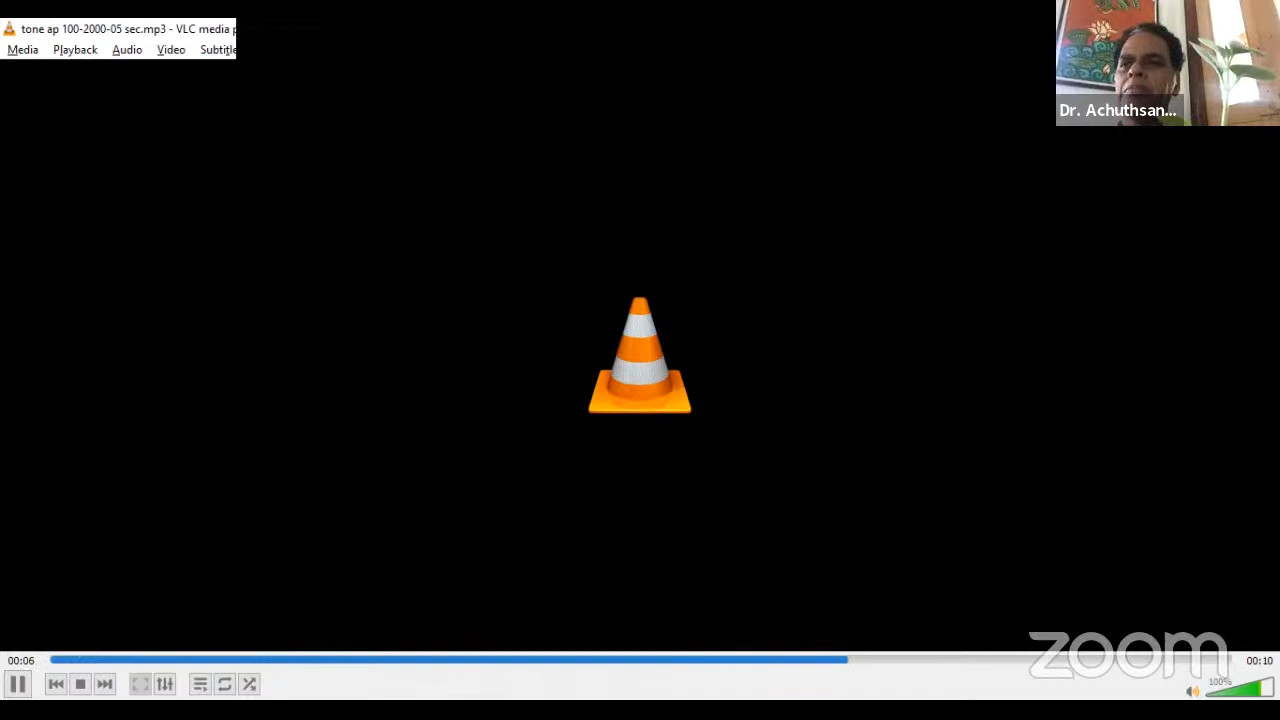 tone ap 100-2000-05 sec.mp3 - VLC media p
Media Playback Audio Video Subtitle
Dr. Achuthsan...
00:06
00:10
zoom
100%